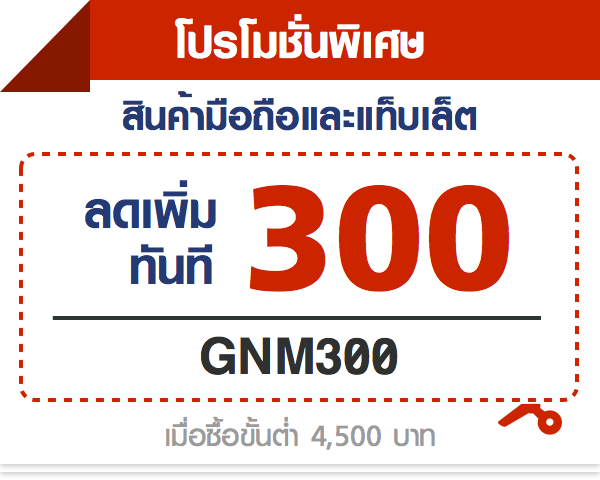 โปรโมชั่นพิเศษ
สินค้ามือถือและแท็บเล็ต
ลดเพิ่ม
ทันที
300
GNM300
เมื่อซื้อขั้นต่ำ 4,500 บาท